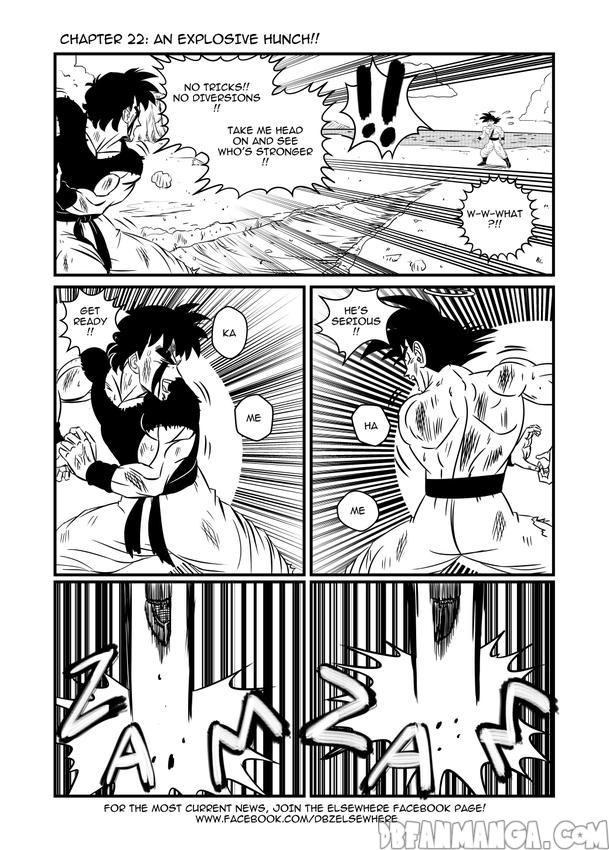 CHAPTER 22: AN EXPLOSIVE HUNCH!!
NO TRICKS!!
NO DIVERSIONS
!!
TAKE ME HEAD
ON AND SEE
WHO'S STRONGER
!!
!!
W-W-WHAT
?!!
GET
READY
!!
KA
ME
HE'S
SERIOUS
!!
HA
ME
ZAM
ZAM
FOR THE MOST CURRENT NEWS, JOIN THE ELSEWHERE FACEBOOK PAGE!
WWW.FACEBOOK.COM/DBZELSEWHERE
DBFANMANGA.COM